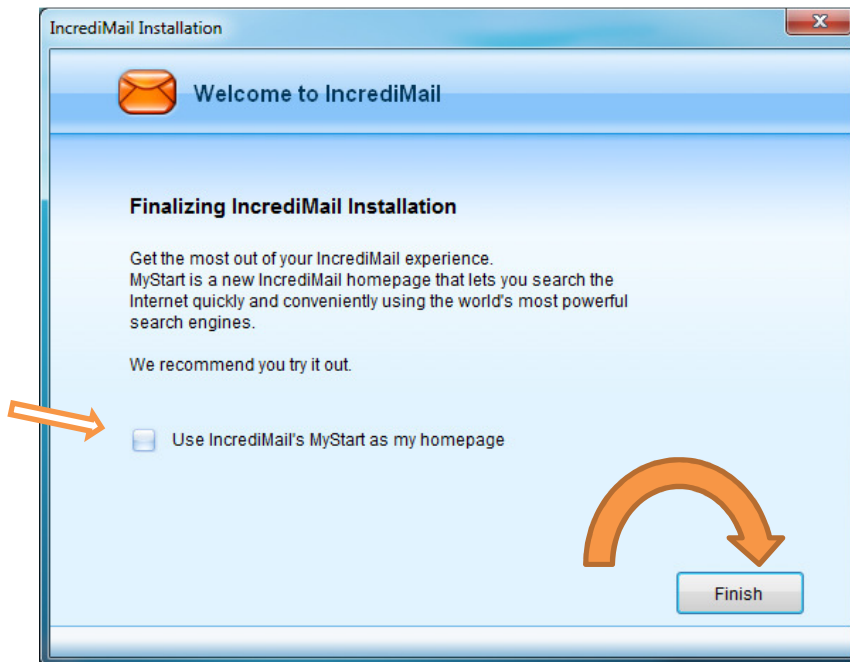 IncrediMail Installation
Welcome to IncrediMail
Finalizing IncrediMail Installation
Get the most out of your IncrediMail experience.
MyStart is a new IncrediMail homepage that lets you search the
Internet quickly and conveniently using the world's most powerful
search engines.
We recommend you try it out.
Use IncrediMail's MyStart as my homepage
Finish